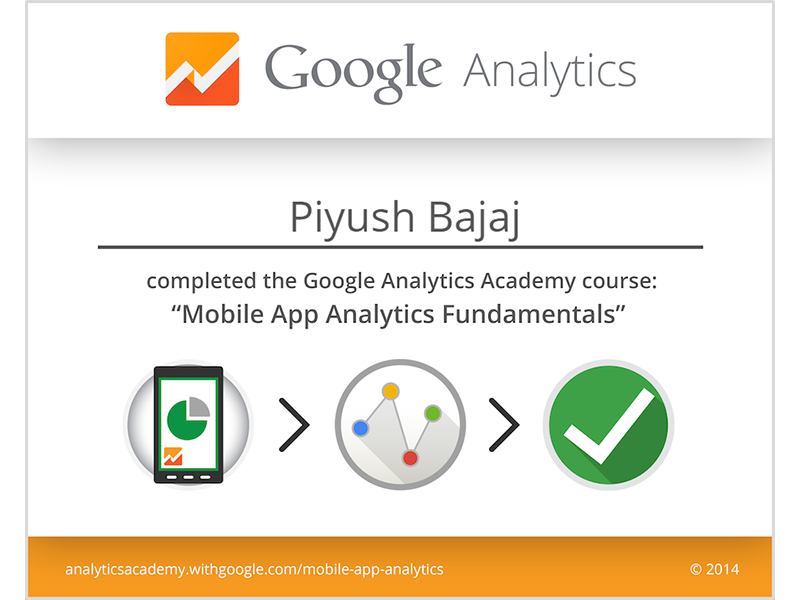 Google Analytics
Piyush Bajaj
completed the Google Analytics Academy course:
“Mobile App Analytics Fundamentals”
analyticsacademy.withgoogle.com/mobile-app-analytics
© 2014